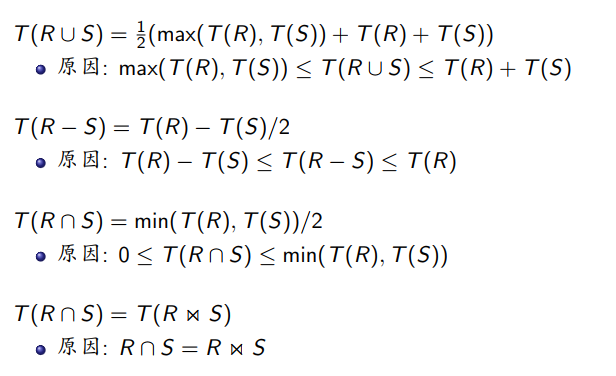 T(R ∪ S) = ½(max(T(R), T(S)) + T(R) + T(S))
• 原因: max(T(R), T(S)) ≤ T(R ∪ S) ≤ T(R) + T(S)
T(R − S) = T(R) − T(S)/2
• 原因: T(R) − T(S) ≤ T(R − S) ≤ T(R)
T(R ∩ S) = min(T(R), T(S))/2
• 原因: 0 ≤ T(R ∩ S) ≤ min(T(R), T(S))
T(R ∩ S) = T(R ⋈ S)
• 原因: R ∩ S = R ⋈ S